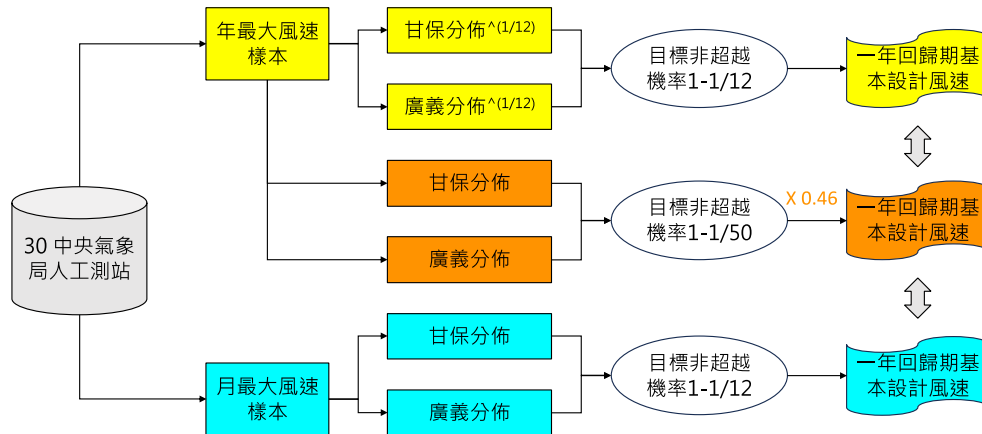 30 中央氣象
局人工測站
年最大風速
樣本
甘保分佈^(1/12)
廣義分佈^(1/12)
目標非超越
機率1-1/12
一年回歸期基
本設計風速
甘保分佈
廣義分佈
目標非超越
機率1-1/50
X 0.46
一年回歸期基
本設計風速
月最大風速
樣本
甘保分佈
廣義分佈
目標非超越
機率1-1/12
一年回歸期基
本設計風速